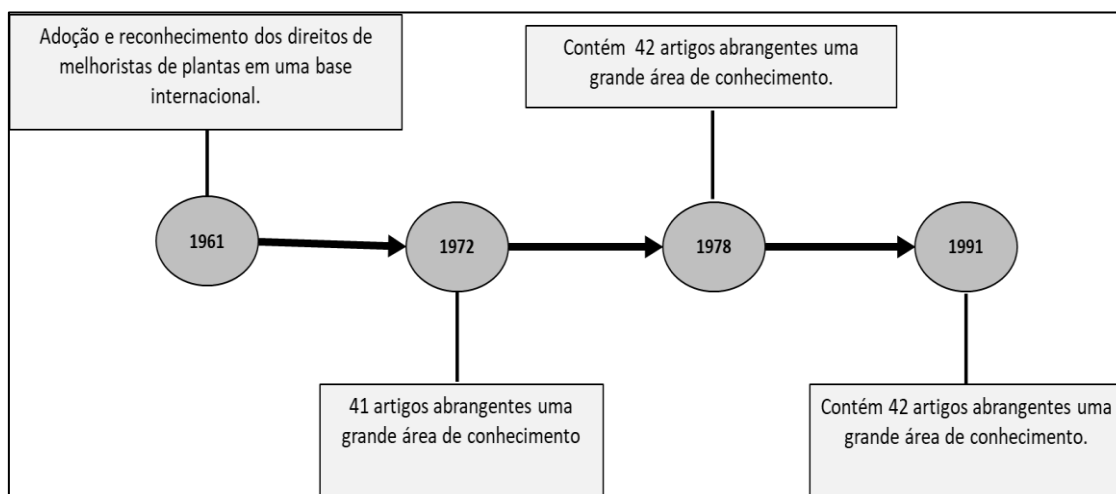 Adoção e reconhecimento dos direitos de
melhoristas de plantas em uma base
internacional.
Contém 42 artigos abrangentes uma
grande área de conhecimento.
1961
1972
1978
1991
41 artigos abrangentes uma
grande área de conhecimento
Contém 42 artigos abrangentes uma
grande área de conhecimento.